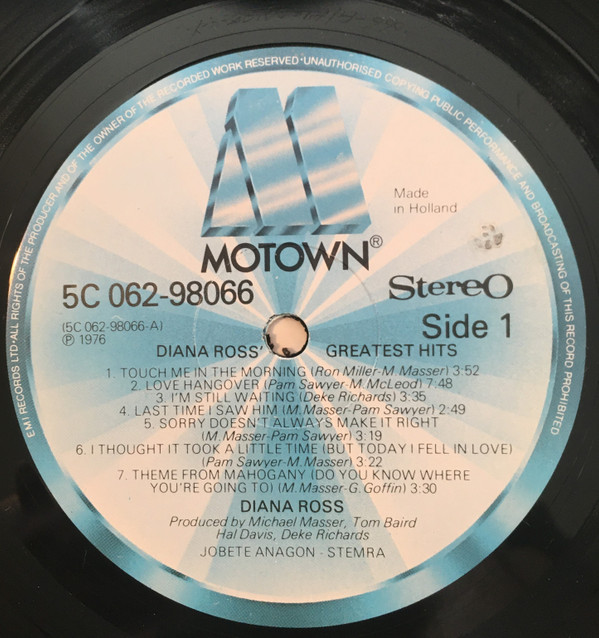 EMI RECORDS LTD·ALL RIGHTS OF THE PRODUCER AND OF THE OWNER OF THE RECORDED WORK RESERVED·UNAUTHORISED COPYING PUBLIC PERFORMANCE AND BROADCASTING OF THIS RECORD PROHIBITED
Made
in Holland
MOTOWN®
5C 062-98066
Stereo
(5C 062-98066-A)
℗ 1976
Side 1
DIANA ROSS' GREATEST HITS
1. TOUCH ME IN THE MORNING (Ron Miller-M. Masser) 3:52
2. LOVE HANGOVER (Pam Sawyer-M. McLeod) 7:48
3. I'M STILL WAITING (Deke Richards) 3:35
4. LAST TIME I SAW HIM (M. Masser-Pam Sawyer) 2:49
5. SORRY DOESN'T ALWAYS MAKE IT RIGHT
(M. Masser-Pam Sawyer) 3:19
6. I THOUGHT IT TOOK A LITTLE TIME (BUT TODAY I FELL IN LOVE)
(Pam Sawyer-M. Masser) 3:22
7. THEME FROM MAHOGANY (DO YOU KNOW WHERE
YOU'RE GOING TO) (M. Masser-G. Goffin) 3:30
DIANA ROSS
Produced by Michael Masser, Tom Baird
Hal Davis, Deke Richards
JOBETE ANAGON - STEMRA